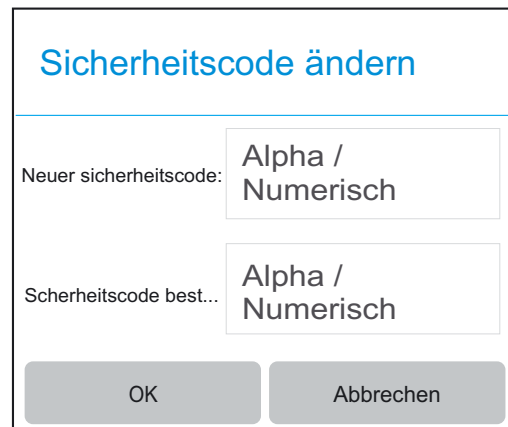 Sicherheitscode ändern
Neuer sicherheitscode:
Alpha /
Numerisch
Scherheitscode best...
Alpha /
Numerisch
OK
Abbrechen